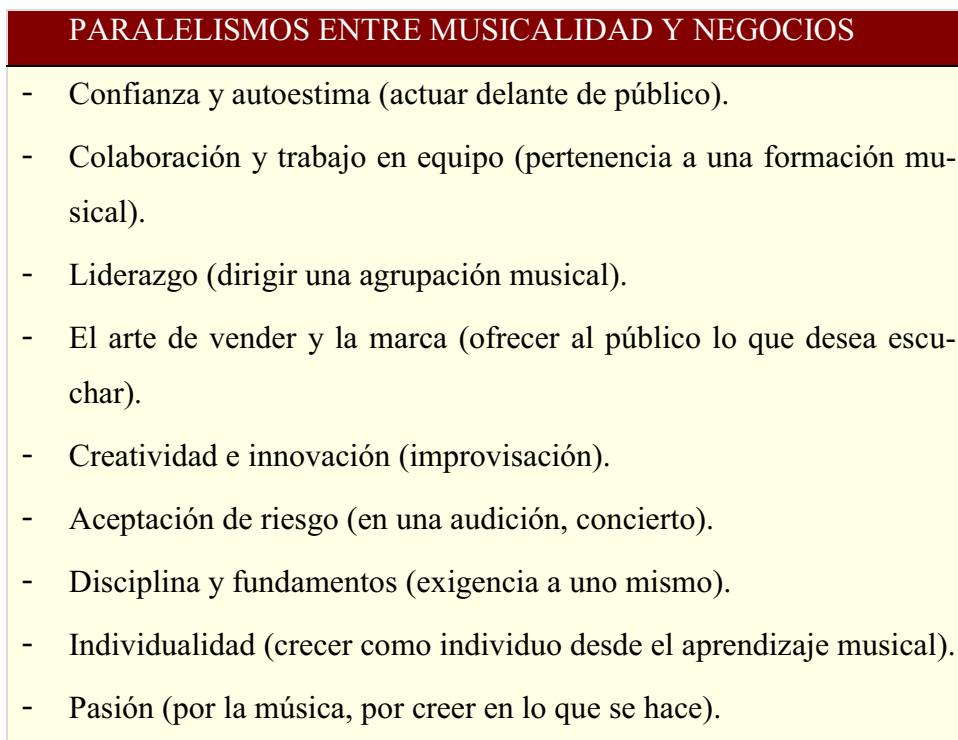 PARALELISMOS ENTRE MUSICALIDAD Y NEGOCIOS
- Confianza y autoestima (actuar delante de público).
- Colaboración y trabajo en equipo (pertenencia a una formación mu-
sical).
- Liderazgo (dirigir una agrupación musical).
- El arte de vender y la marca (ofrecer al público lo que desea escu-
char).
- Creatividad e innovación (improvisación).
- Aceptación de riesgo (en una audición, concierto).
- Disciplina y fundamentos (exigencia a uno mismo).
- Individualidad (crecer como individuo desde el aprendizaje musical).
- Pasión (por la música, por creer en lo que se hace).